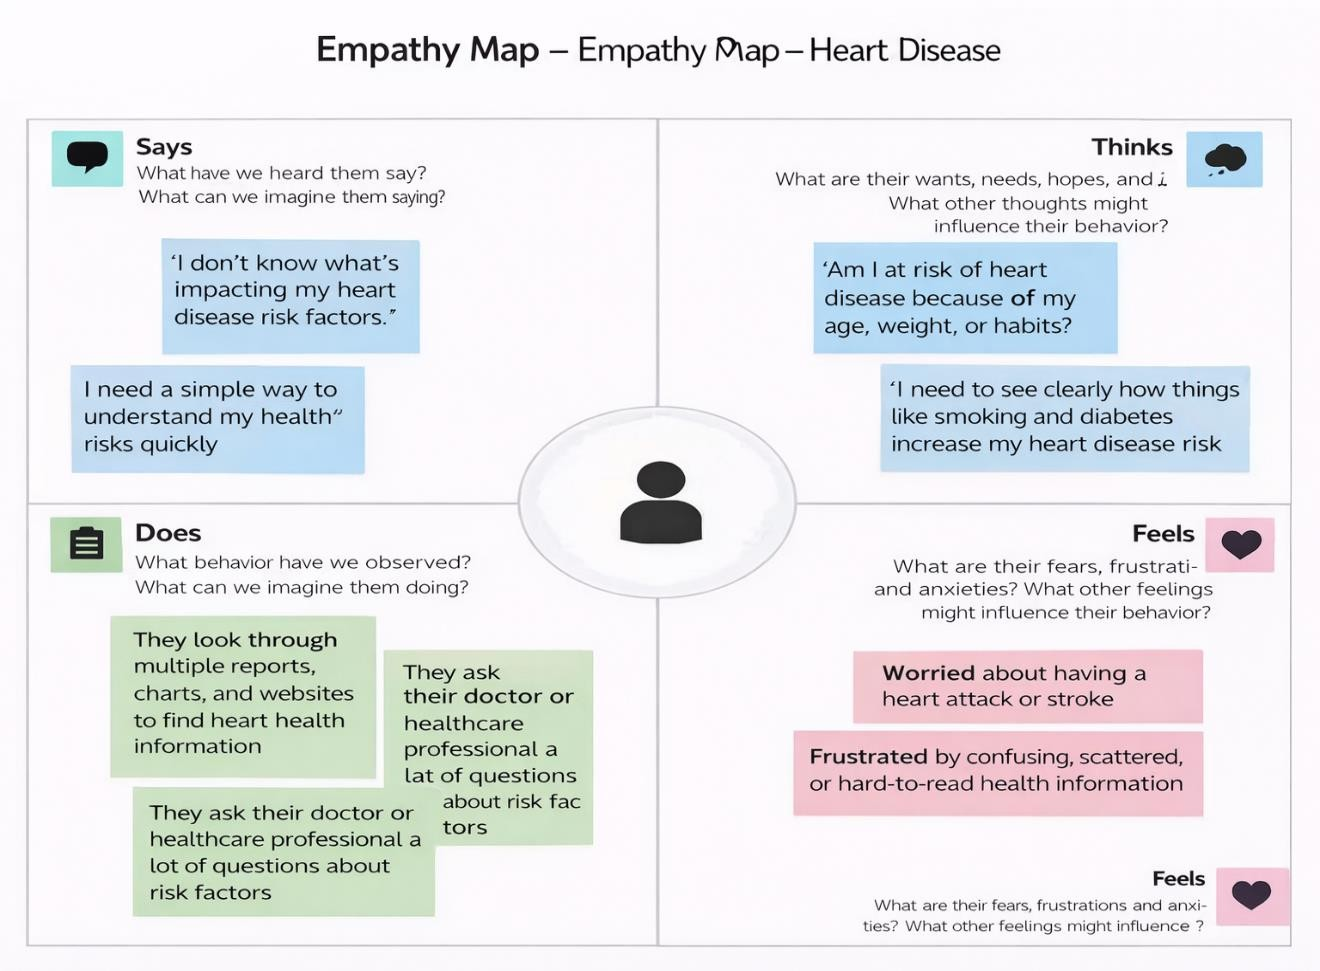 Empathy Map – Empathy Map – Heart Disease
Says
What have we heard them say?
What can we imagine them saying?
‘I don’t know what’s
impacting my heart
disease risk factors.”
I need a simple way to
understand my health”
risks quickly
Thinks
What are their wants, needs, hopes, and
What other thoughts might
influence their behavior?
‘Am I at risk of heart
disease because of my
age, weight, or habits?
‘I need to see clearly how things
like smoking and diabetes
increase my heart disease risk
Does
What behavior have we observed?
What can we imagine them doing?
They look through
multiple reports,
charts, and websites
to find heart health
information
They ask
their doctor or
healthcare
professional a
lat of questions
about risk fac
tors
They ask their doctor or
healthcare professional a
lot of questions about
risk factors
Feels
What are their fears, frustrati-
and anxieties? What other feelings
might influence their behavior?
Worried about having a
heart attack or stroke
Frustrated by confusing, scattered,
or hard-to-read health information
Feels
What are their fears, frustrations and anxi-
ties? What other feelings might influence ?